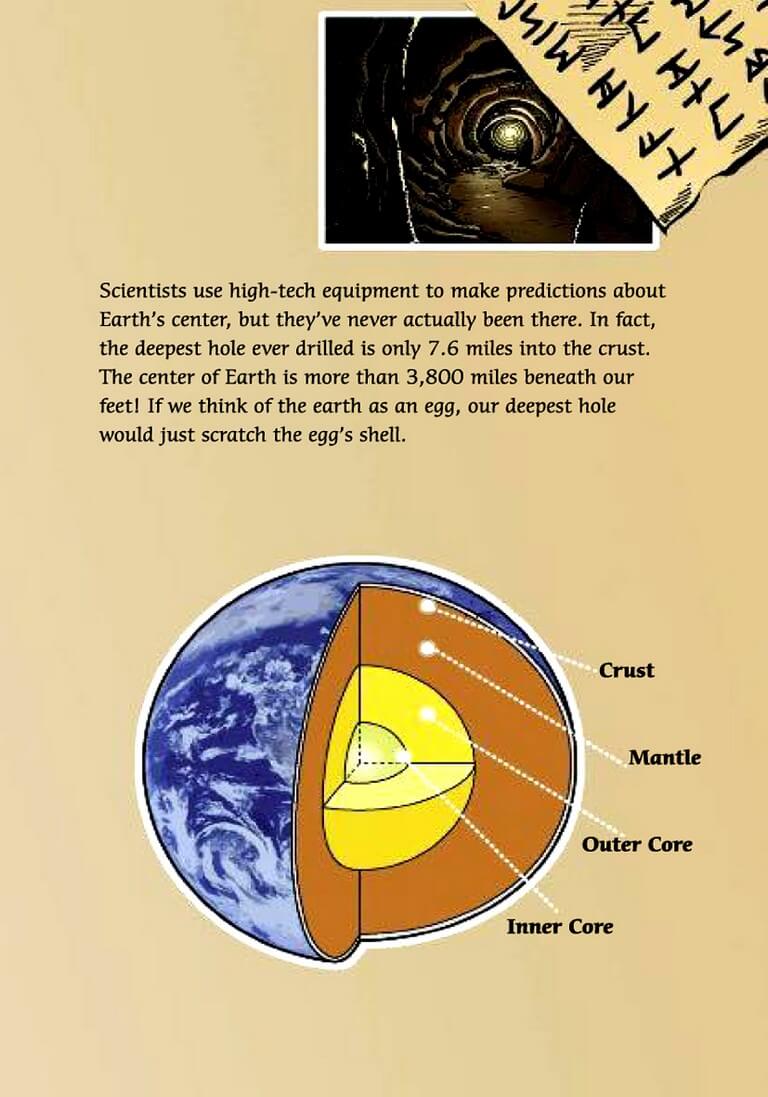 Scientists use high-tech equipment to make predictions about
Earth's center, but they've never actually been there. In fact,
the deepest hole ever drilled is only 7.6 miles into the crust.
The center of Earth is more than 3,800 miles beneath our
feet! If we think of the earth as an egg, our deepest hole
would just scratch the egg's shell.
Crust
Mantle
Outer Core
Inner Core